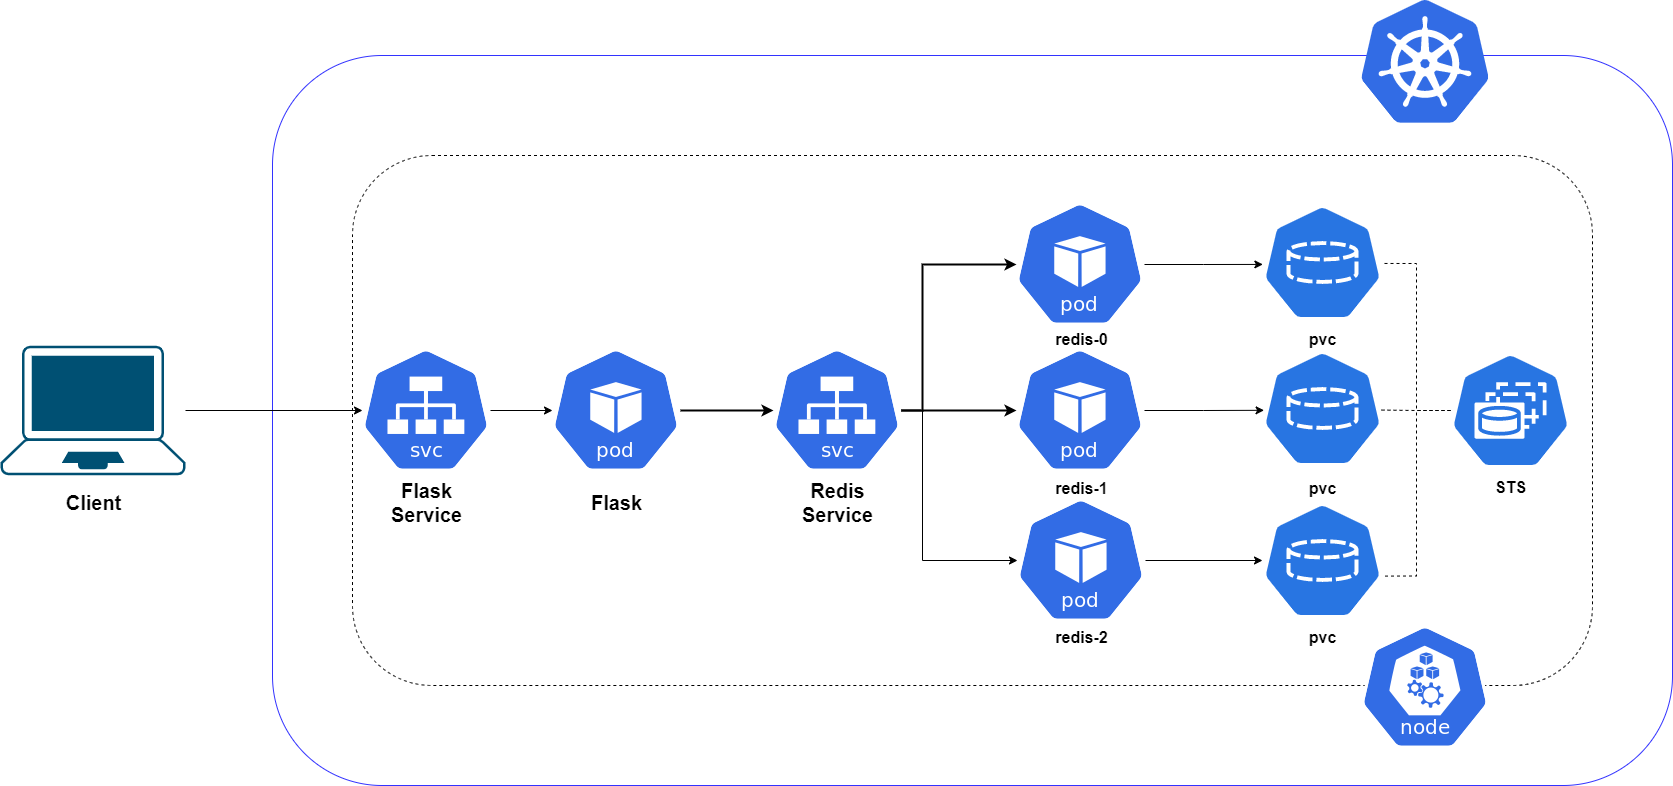 pod
redis-0
pvc
svc
pod
svc
pod
Client
Flask
Service
Flask
Redis
Service
redis-1
pvc
STS
pod
redis-2
pvc
node